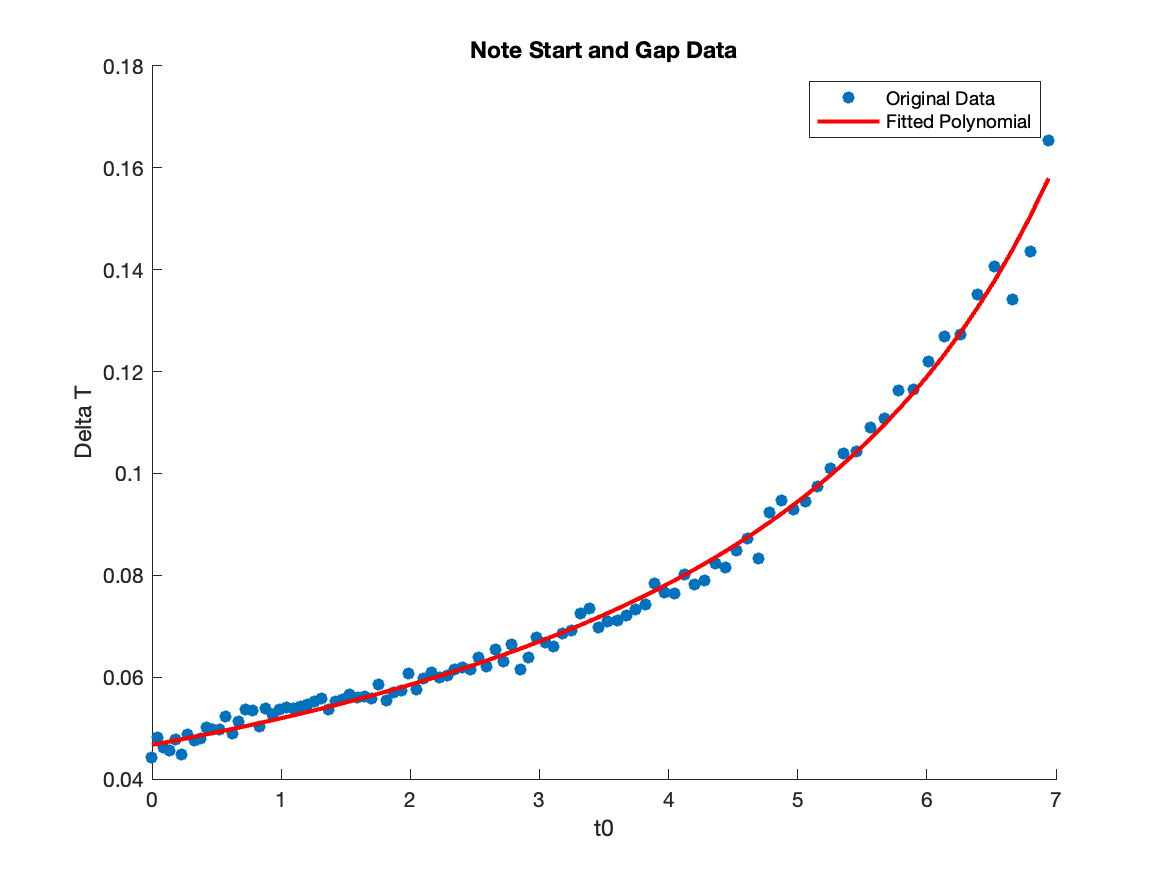 Note Start and Gap Data
0.18
Original Data
Fitted Polynomial
0.16
0.14
0.12
Delta T
0.1
0.08
0.06
0.04
0 1 2 3 4 5 6 7
t0